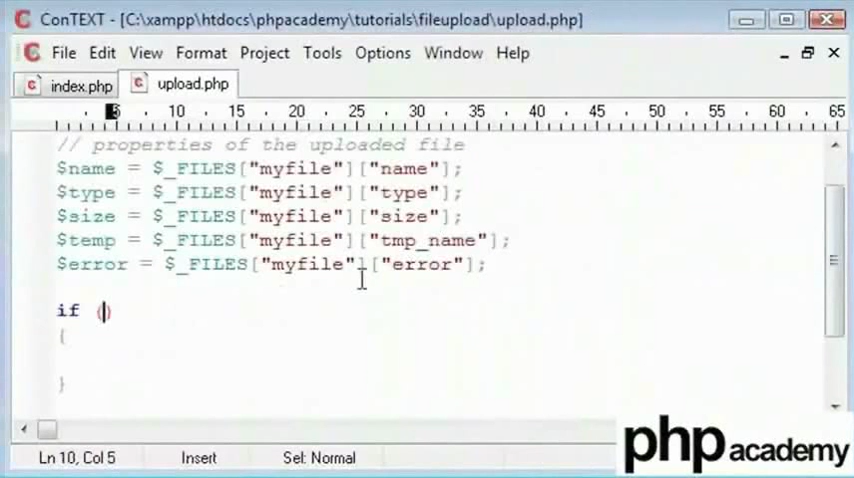 ConTEXT - [C:\xampp\htdocs\phpacademy\tutorials\fileupload\upload.php]
File Edit View Format Project Tools Options Window Help
index.php upload.php
5 10 15 20 25 30 35 40 45 50 55 60 65
// properties of the uploaded file
$name = $_FILES["myfile"]["name"];
$type = $_FILES["myfile"]["type"];
$size = $_FILES["myfile"]["size"];
$temp = $_FILES["myfile"]["tmp_name"];
$error = $_FILES["myfile"]["error"];
if ()
{
}
Ln 10, Col 5 Insert Sel: Normal
php academy